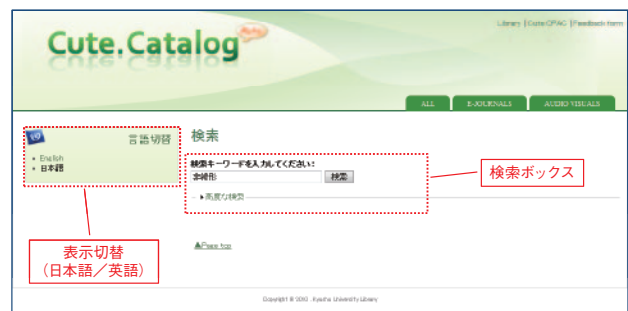 Library | Cute.OPAC | Feedback form
Cute.Catalog
ALL
E-JOURNALS
AUDIO VISUALS
言語切替
English
日本語
検索
検索キーワードを入力してください:
非線形
検索
▶高度な検索
検索ボックス
表示切替
(日本語/英語)
▲Page top
Copyright © 2010 . Kyushu University Library